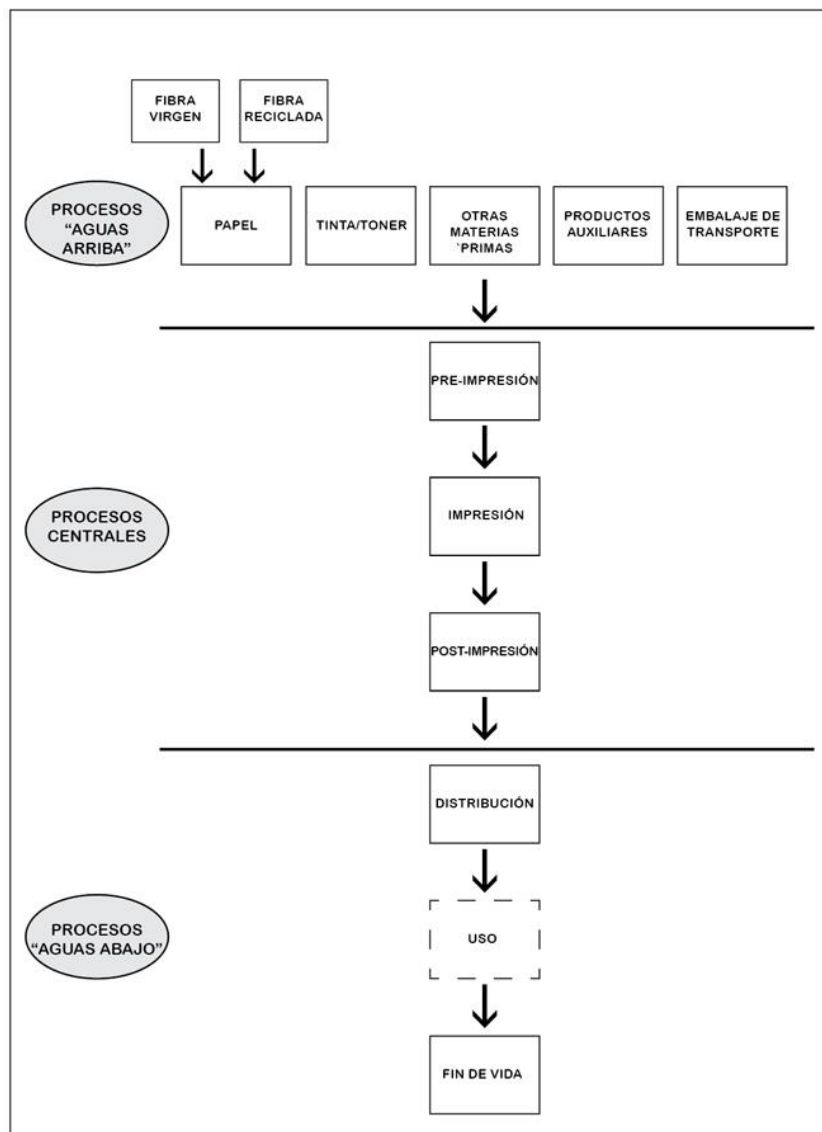 FIBRA
VIRGEN
FIBRA
RECICLADA
PROCESOS
“AGUAS
ARRIBA”
PAPEL
TINTA/TONER
OTRAS
MATERIAS
`PRIMAS
PRODUCTOS
AUXILIARES
EMBALAJE DE
TRANSPORTE
PRE-IMPRESIÓN
PROCESOS
CENTRALES
IMPRESIÓN
POST-IMPRESIÓN
DISTRIBUCIÓN
PROCESOS
“AGUAS ABAJO”
USO
FIN DE VIDA